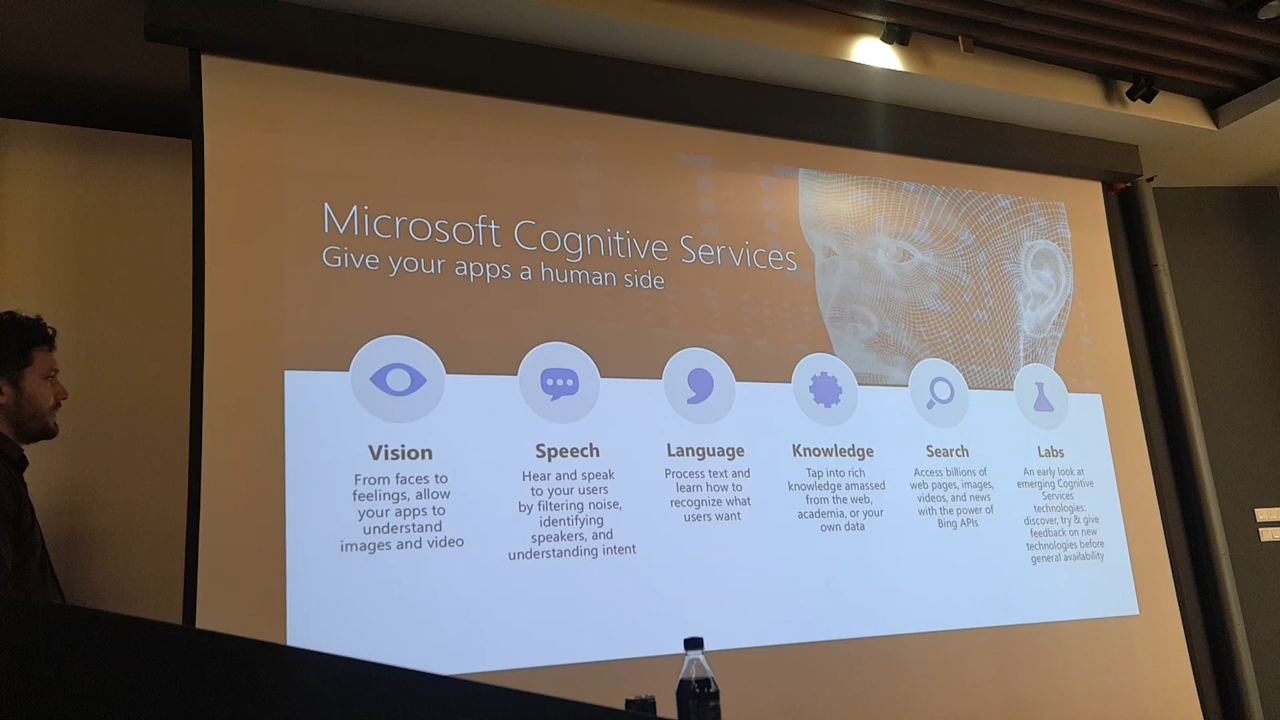 Microsoft Cognitive Services
Give your apps a human side
Vision
From faces to
feelings, allow
your apps to
understand
images and video
Speech
Hear and speak
to your users
by filtering noise,
identifying
speakers, and
understanding intent
Language
Process text and
learn how to
recognize what
users want
Knowledge
Tap into rich
knowledge amassed
from the web,
academia, or your
own data
Search
Access billions of
web pages, images,
videos, and news
with the power of
Bing APIs
Labs
An early look at
emerging Cognitive
Services
technologies:
discover, try & give
feedback on new
technologies before
general availability